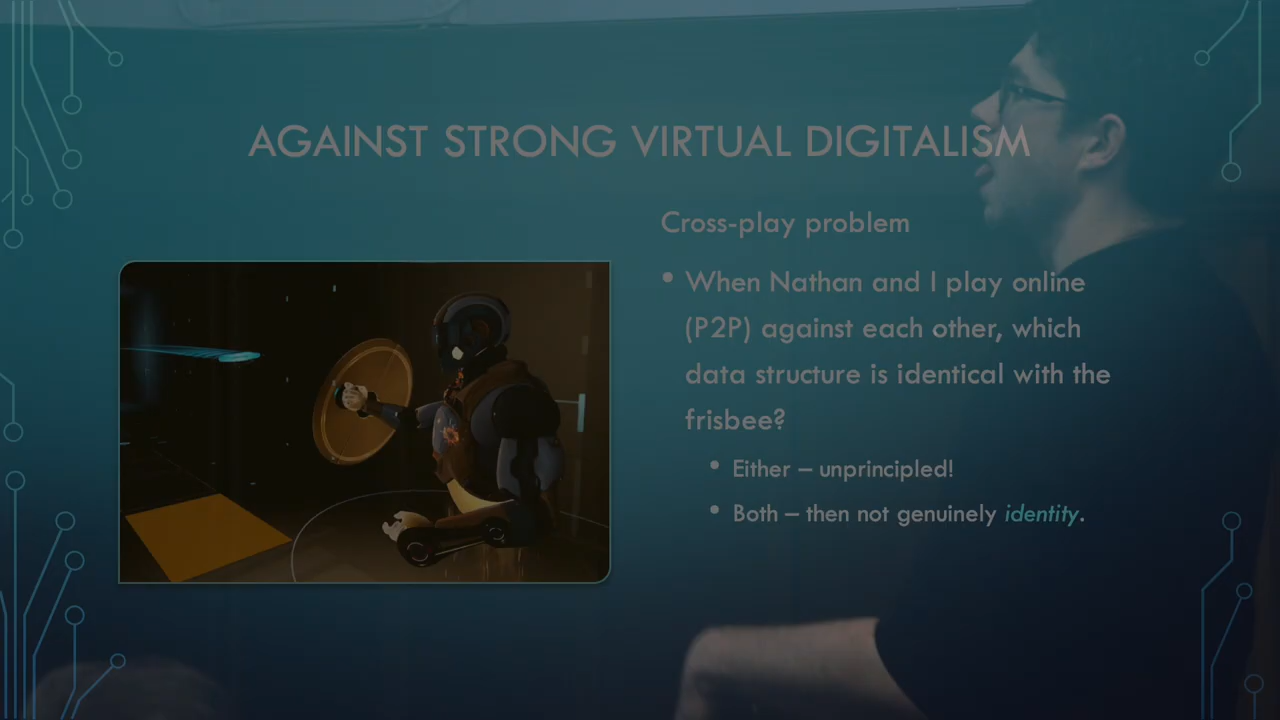 AGAINST STRONG VIRTUAL DIGITALISM
Cross-play problem
• When Nathan and I play online
(P2P) against each other, which
data structure is identical with the
frisbee?
• Either – unprincipled!
• Both – then not genuinely identity.